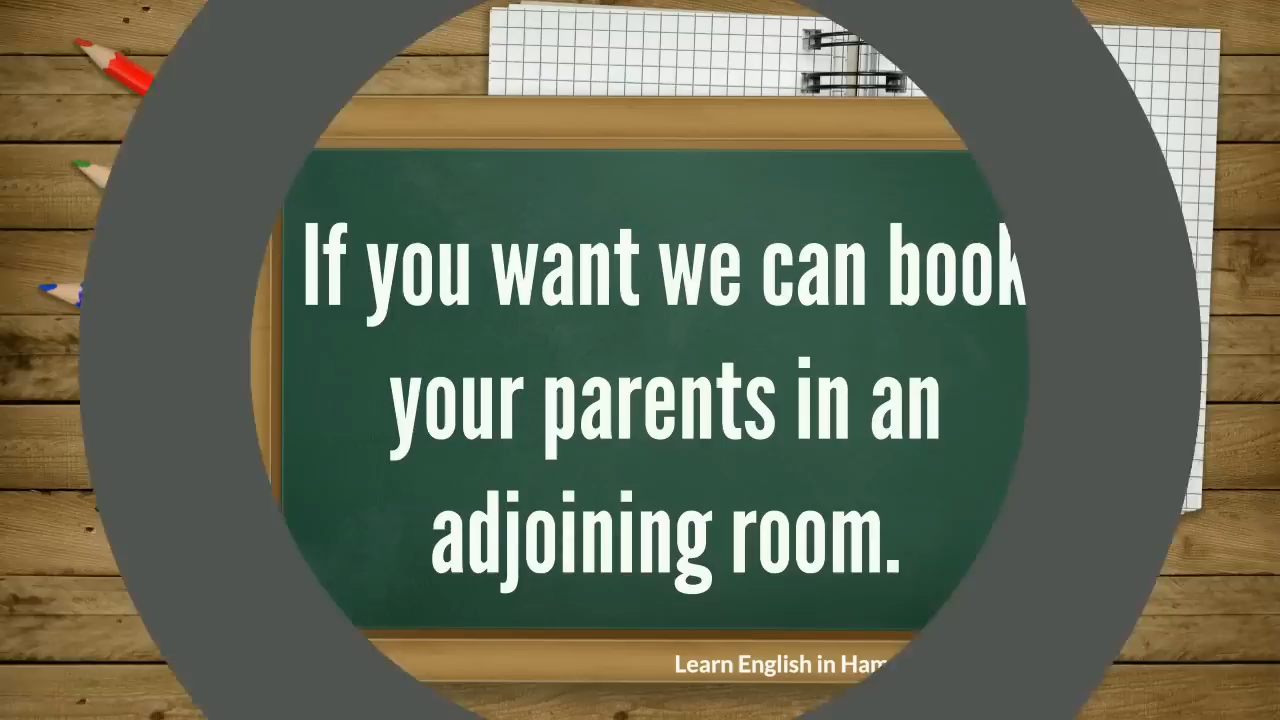 If you want we can book
your parents in an
adjoining room.
Learn English in